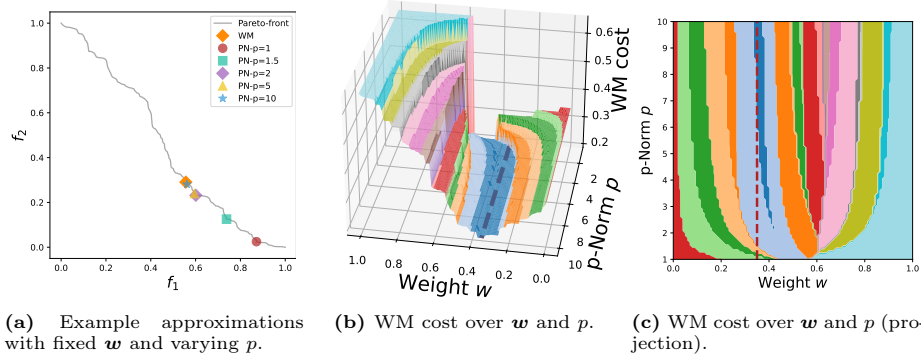 Pareto-front
WM
PN-p=1
PN-p=1.5
PN-p=2
PN-p=5
PN-p=10
f2
1.0
0.8
0.6
0.4
0.2
0.0
0.0 0.2 0.4 0.6 0.8 1.0
f1
WM cost
0.6
0.5
0.4
0.3
0.2
p-Norm p
2
4
6
8
10
1.0 0.8 0.6 0.4 0.2 0.0
Weight w
p-Norm p
10
9
8
7
6
5
4
3
2
1
0.0 0.2 0.4 0.6 0.8 1.0
Weight w
(a) Example approximations
with fixed w and varying p.
(b) WM cost over w and p.
(c) WM cost over w and p (pro-
jection).